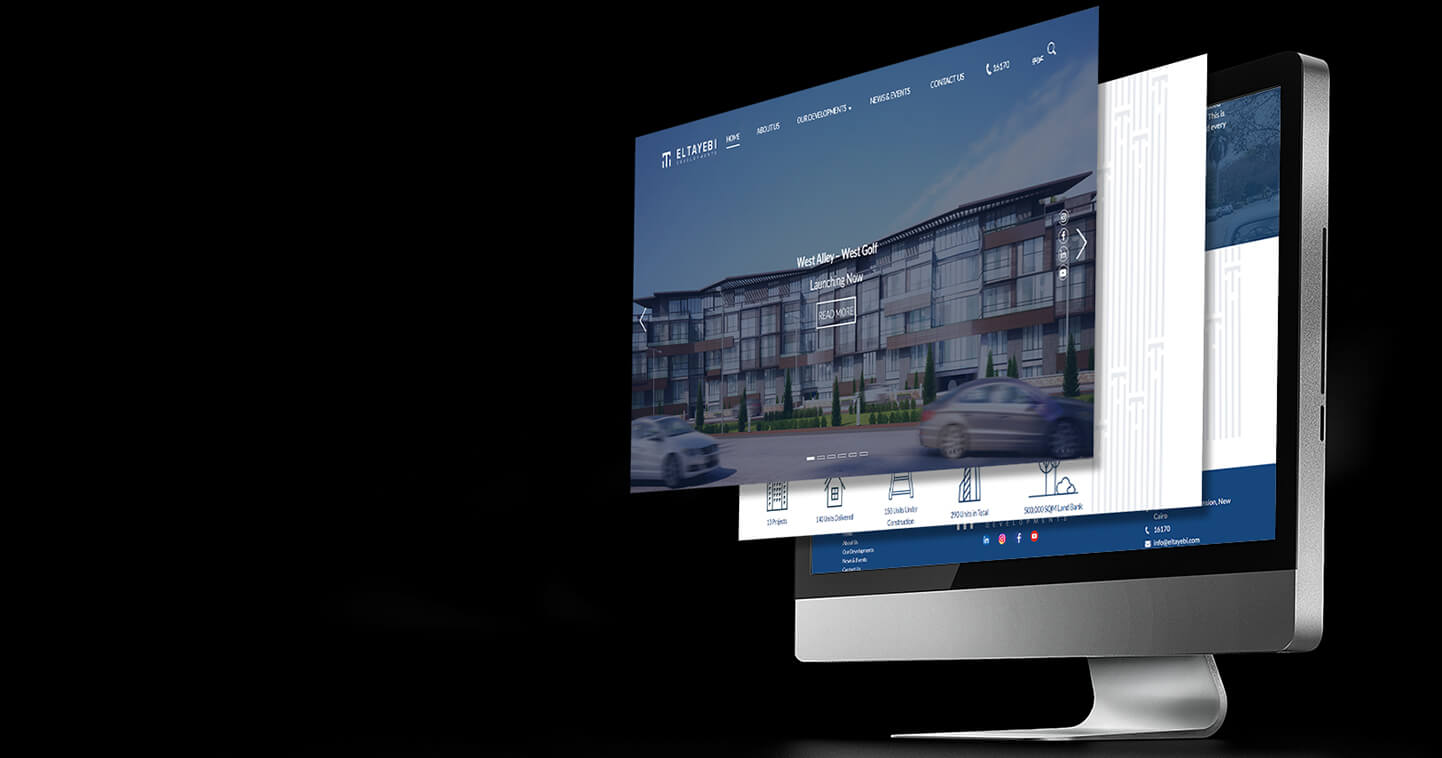 ELTAYEBI
DEVELOPMENTS
HOME
ABOUT US
OUR DEVELOPMENTS
NEWS & EVENTS
CONTACT US
16170
عربي
West Alley – West Golf
Launching Now
READ MORE
This is
every
13 Projects
140 Units Delivered
150 Units Under
Construction
290 Units in Total
500,000 SQM Land Bank
DEVELOPMENTS
About Us
Our Developments
News & Events
Contact Us
New
Cairo
16170
info@eltayebi.com